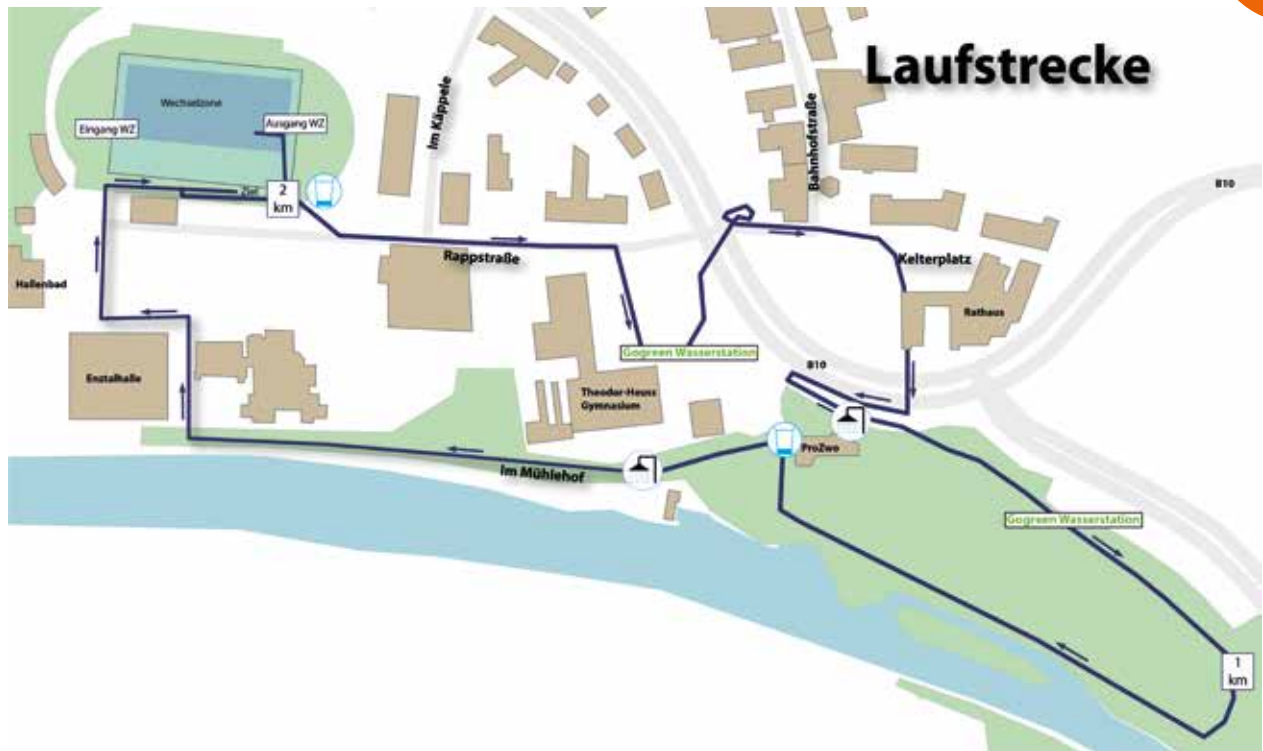 Laufstrecke
Wechselzone
Eingang WZ
Ausgang WZ
Im Käppele
Bahnhofstraße
B10
Ziel
2
km
Rappstraße
Kelterplatz
Hallenbad
Rathaus
Gogreen Wasserstation
B10
Enztalhalle
Theodor-Heuss
Gymnasium
ProZwo
Im Mühlehof
Gogreen Wasserstation
1
km